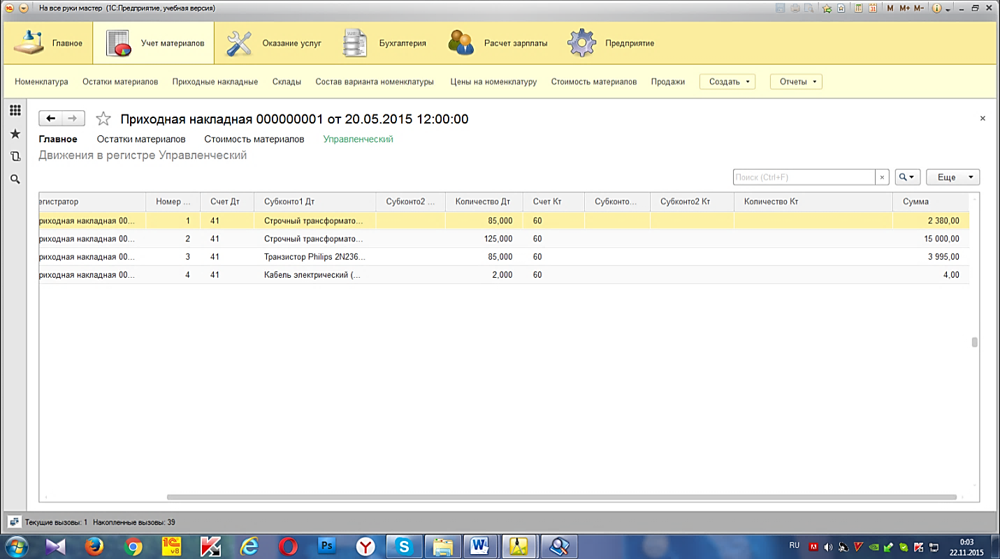 На все руки мастер (1С:Предприятие, учебная версия)
M M+ M-
Главное Учет материалов Оказание услуг Бухгалтерия Расчет зарплаты Предприятие
Номенклатура Остатки материалов Приходные накладные Склады Состав варианта номенклатуры Цены на номенклатуру Стоимость материалов Продажи Создать Отчеты
Приходная накладная 000000001 от 20.05.2015 12:00:00
Главное Остатки материалов Стоимость материалов Управленческий
Движения в регистре Управленческий
Поиск (Ctrl+F) × Еще
егистратор Номер ... Счет Дт Субконто1 Дт Субконто2 ... Количество Дт Счет Кт Субконто... Субконто2 Кт Количество Кт Сумма
риходная накладная 00... 1 41 Строчный трансформато... 85,000 60 2 380,00
риходная накладная 00... 2 41 Строчный трансформато... 125,000 60 15 000,00
риходная накладная 00... 3 41 Транзистор Philips 2N236... 85,000 60 3 995,00
риходная накладная 00... 4 41 Кабель электрический (... 2,000 60 4,00
Текущие вызовы: 1 Накопленные вызовы: 39
1С v8 Ps Y S W RU 0:03
22.11.2015